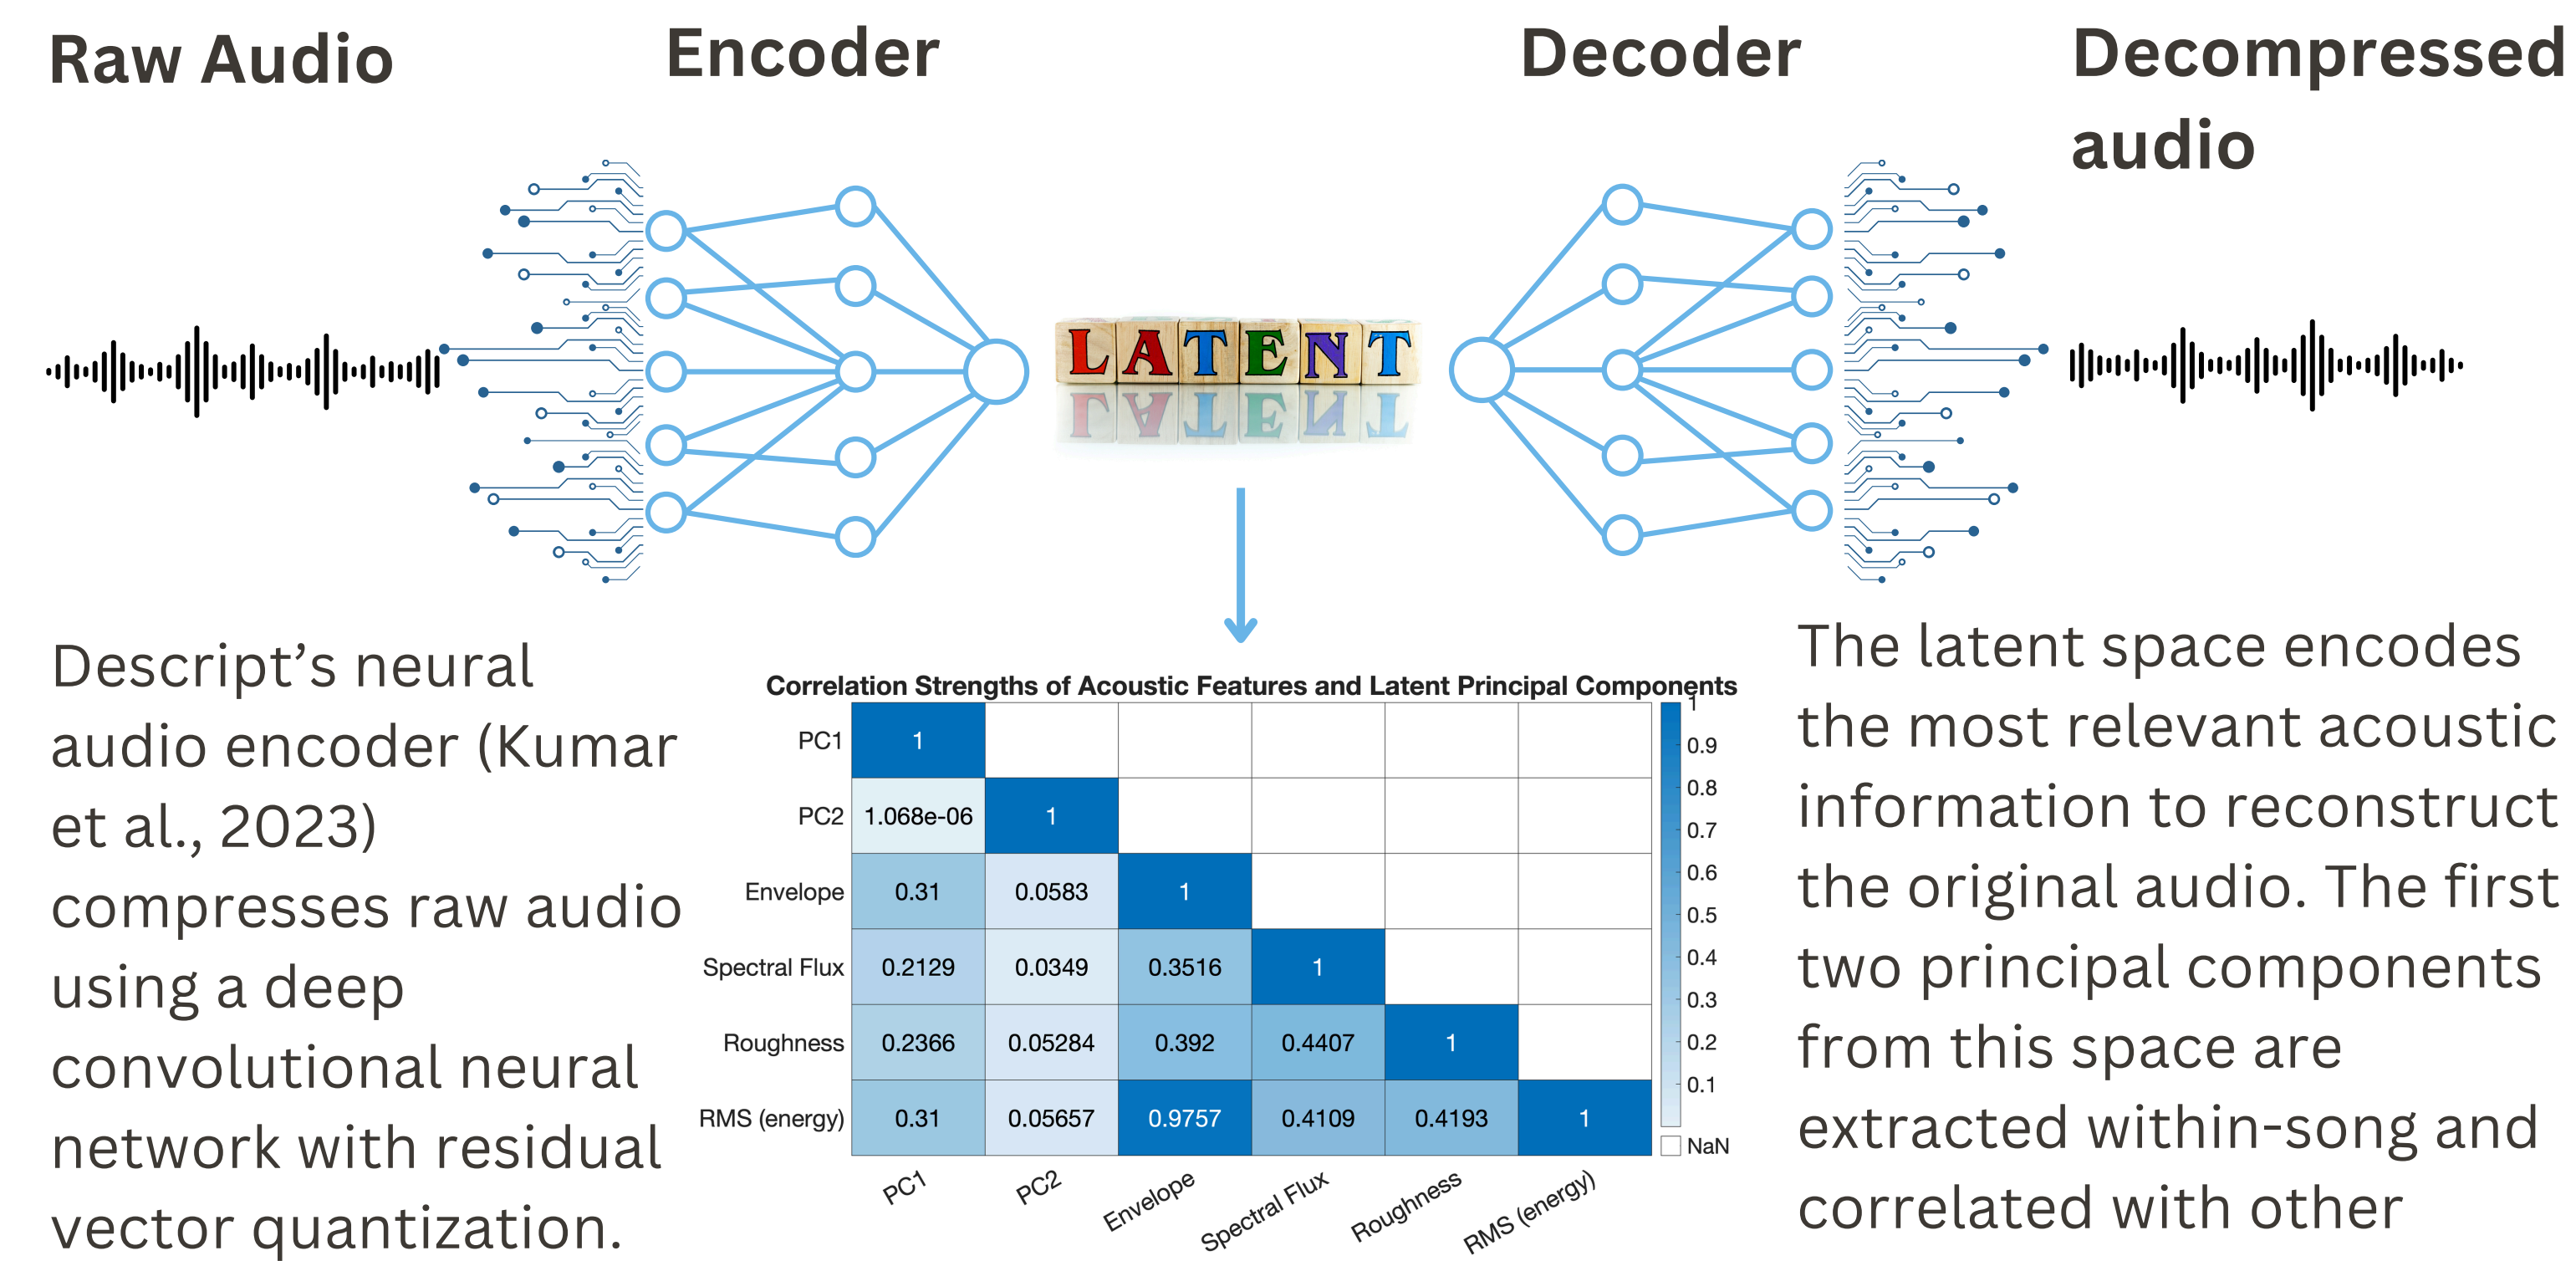 Raw Audio
Encoder
Decoder
Decompressed
audio
LATENT
Descript’s neural
audio encoder (Kumar
et al., 2023)
compresses raw audio
using a deep
convolutional neural
network with residual
vector quantization.
Correlation Strengths of Acoustic Features and Latent Principal Components
PC1 1
PC2 1.068e-06 1
Envelope 0.31 0.0583 1
Spectral Flux 0.2129 0.0349 0.3516 1
Roughness 0.2366 0.05284 0.392 0.4407 1
RMS (energy) 0.31 0.05657 0.9757 0.4109 0.4193 1
PC1 PC2 Envelope Spectral Flux Roughness RMS (energy)
1
0.9
0.8
0.7
0.6
0.5
0.4
0.3
0.2
0.1
NaN
The latent space encodes
the most relevant acoustic
information to reconstruct
the original audio. The first
two principal components
from this space are
extracted within-song and
correlated with other